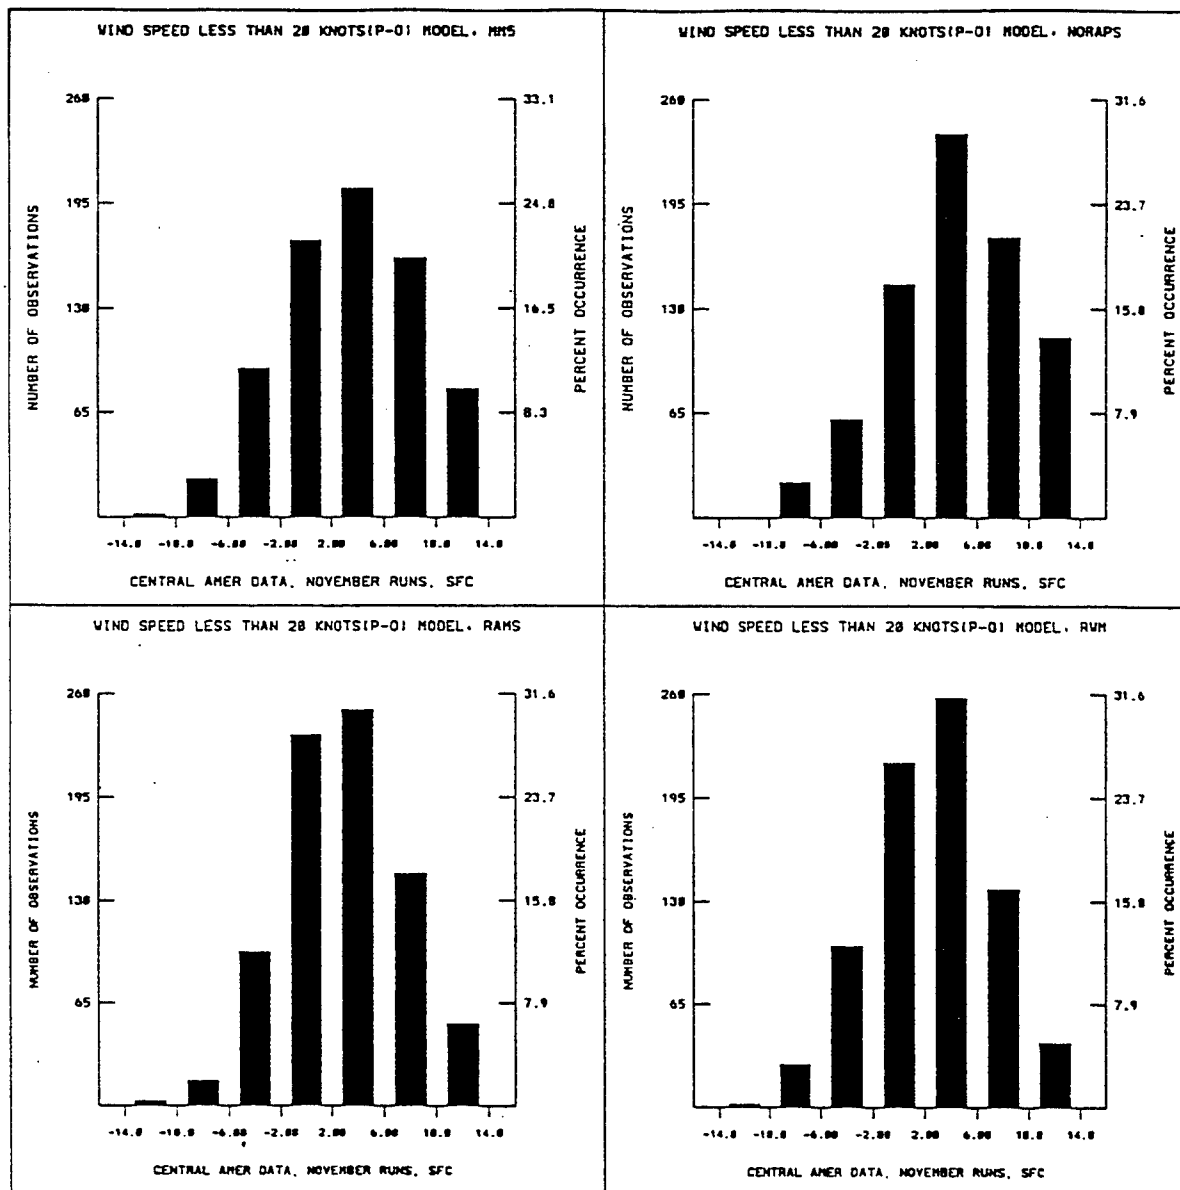 WIND SPEED LESS THAN 20 KNOTS(P-O) MODEL. MM5
260
195
130
65
33.1
24.8
16.5
8.3
NUMBER OF OBSERVATIONS
PERCENT OCCURRENCE
-14.0 -10.0 -6.00 -2.00 2.00 6.00 10.0 14.0
CENTRAL AMER DATA, NOVEMBER RUNS, SFC
WIND SPEED LESS THAN 20 KNOTS(P-O) MODEL. NORAPS
260
195
130
65
31.6
23.7
15.8
7.9
NUMBER OF OBSERVATIONS
PERCENT OCCURRENCE
-14.0 -10.0 -6.00 -2.00 2.00 6.00 10.0 14.0
CENTRAL AMER DATA, NOVEMBER RUNS, SFC
WIND SPEED LESS THAN 20 KNOTS(P-O) MODEL. RAMS
260
195
130
65
31.6
23.7
15.8
7.9
NUMBER OF OBSERVATIONS
PERCENT OCCURRENCE
-14.0 -10.0 -6.00 -2.00 2.00 6.00 10.0 14.0
CENTRAL AMER DATA, NOVEMBER RUNS, SFC
WIND SPEED LESS THAN 20 KNOTS(P-O) MODEL. RWM
260
195
130
65
31.6
23.7
15.8
7.9
NUMBER OF OBSERVATIONS
PERCENT OCCURRENCE
-14.0 -10.0 -6.00 -2.00 2.00 6.00 10.0 14.0
CENTRAL AMER DATA, NOVEMBER RUNS, SFC